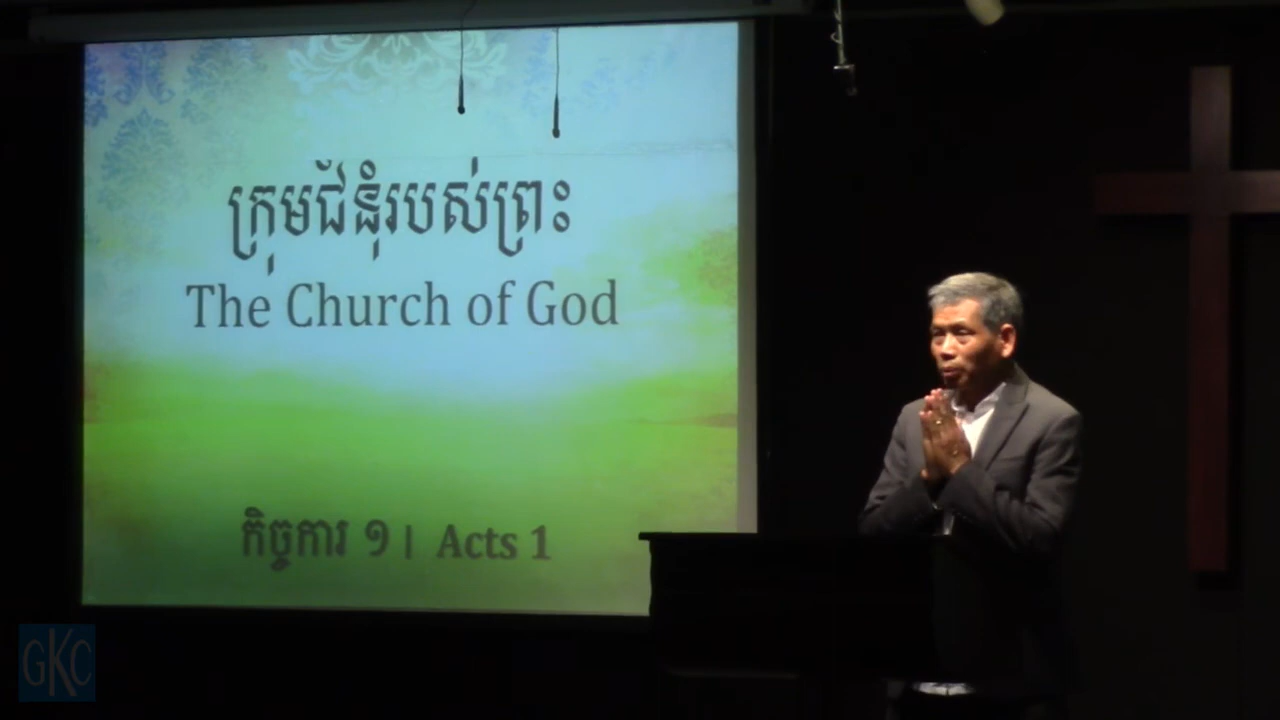 ក្រុមជំនុំរបស់ព្រះ
The Church of God
កិច្ចការ ១ | Acts 1
GKC